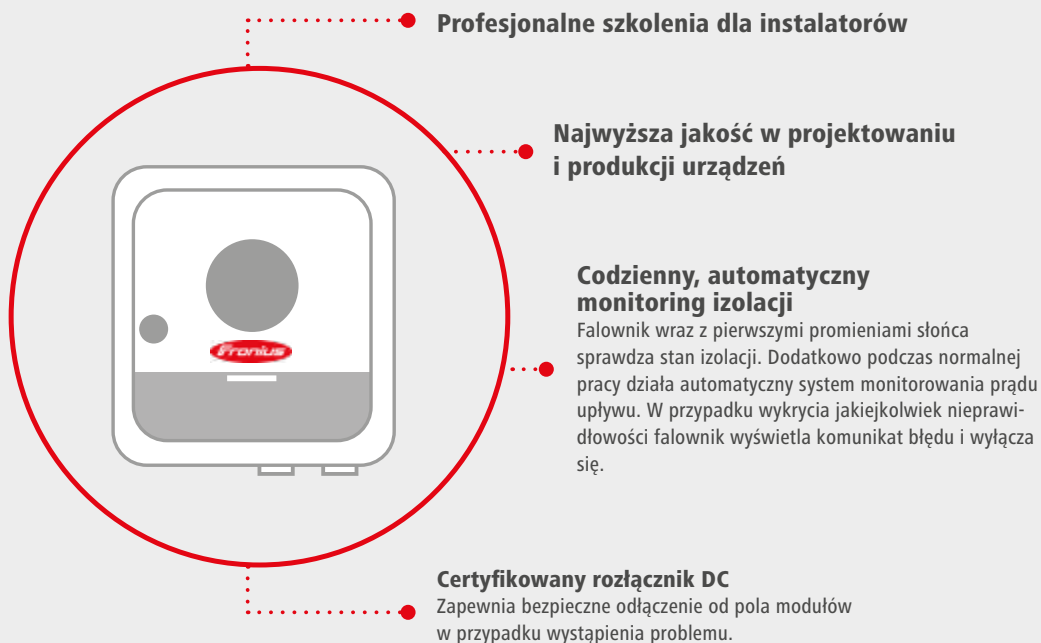 Profesjonalne szkolenia dla instalatorów
Najwyższa jakość w projektowaniu
i produkcji urządzeń
Codzienny, automatyczny
monitoring izolacji
Falownik wraz z pierwszymi promieniami słońca
sprawdza stan izolacji. Dodatkowo podczas normalnej
pracy działa automatyczny system monitorowania prądu
upływu. W przypadku wykrycia jakiejkolwiek nieprawi-
dłowości falownik wyświetla komunikat błędu i wyłącza
się.
Fronius
Certyfikowany rozłącznik DC
Zapewnia bezpieczne odłączenie od pola modułów
w przypadku wystąpienia problemu.